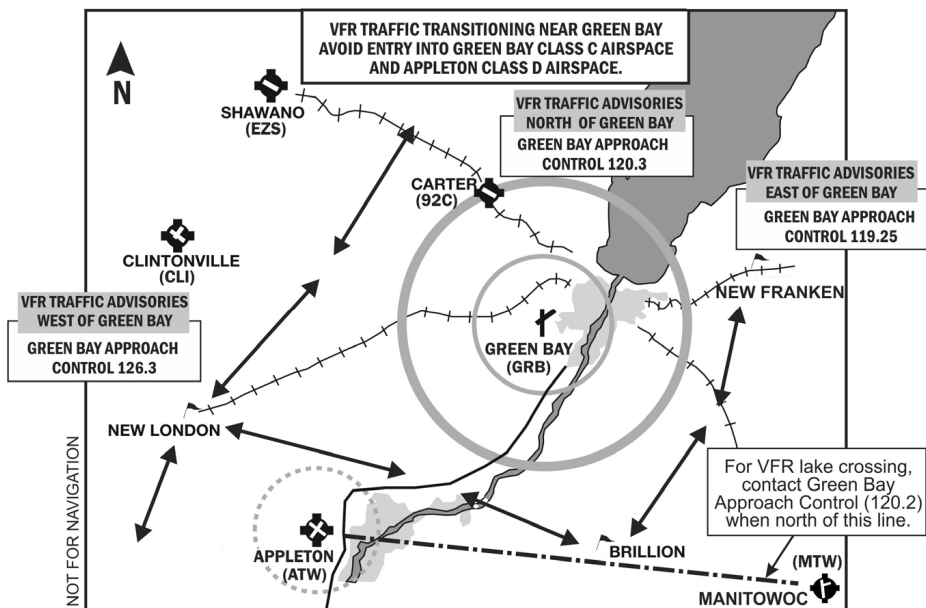 VFR TRAFFIC TRANSITIONING NEAR GREEN BAY
AVOID ENTRY INTO GREEN BAY CLASS C AIRSPACE
AND APPLETON CLASS D AIRSPACE.
N
SHAWANO
(EZS)
VFR TRAFFIC ADVISORIES
NORTH OF GREEN BAY
GREEN BAY APPROACH
CONTROL 120.3
CARTER
(92C)
VFR TRAFFIC ADVISORIES
EAST OF GREEN BAY
GREEN BAY APPROACH
CONTROL 119.25
CLINTONVILLE
(CLI)
NEW FRANKEN
VFR TRAFFIC ADVISORIES
WEST OF GREEN BAY
GREEN BAY APPROACH
CONTROL 126.3
GREEN BAY
(GRB)
NEW LONDON
NOT FOR NAVIGATION
For VFR lake crossing,
contact Green Bay
Approach Control (120.2)
when north of this line.
APPLETON
(ATW)
BRILLION
(MTW)
MANITOWOC